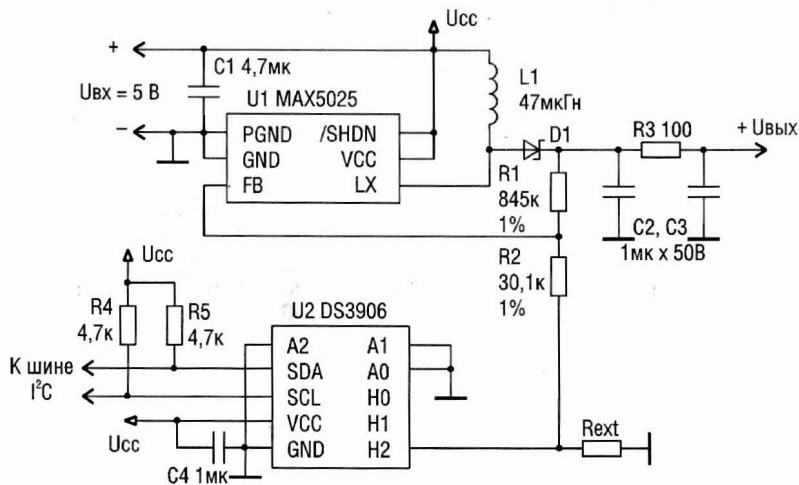 Ucc
+
C1 4,7мк
L1
47мкГн
Uвх = 5 В
U1 MAX5025
–
PGND
/SHDN
GND
VCC
FB
LX
D1
R3 100
+ Uвых
R1
845к
1%
C2, C3
1мк x 50В
R2
30,1к
1%
Ucc
R4
4,7к
R5
4,7к
U2 DS3906
A2
A1
К шине
I²C
SDA
A0
SCL
H0
VCC
H1
GND
H2
Ucc
C4 1мк
Rext